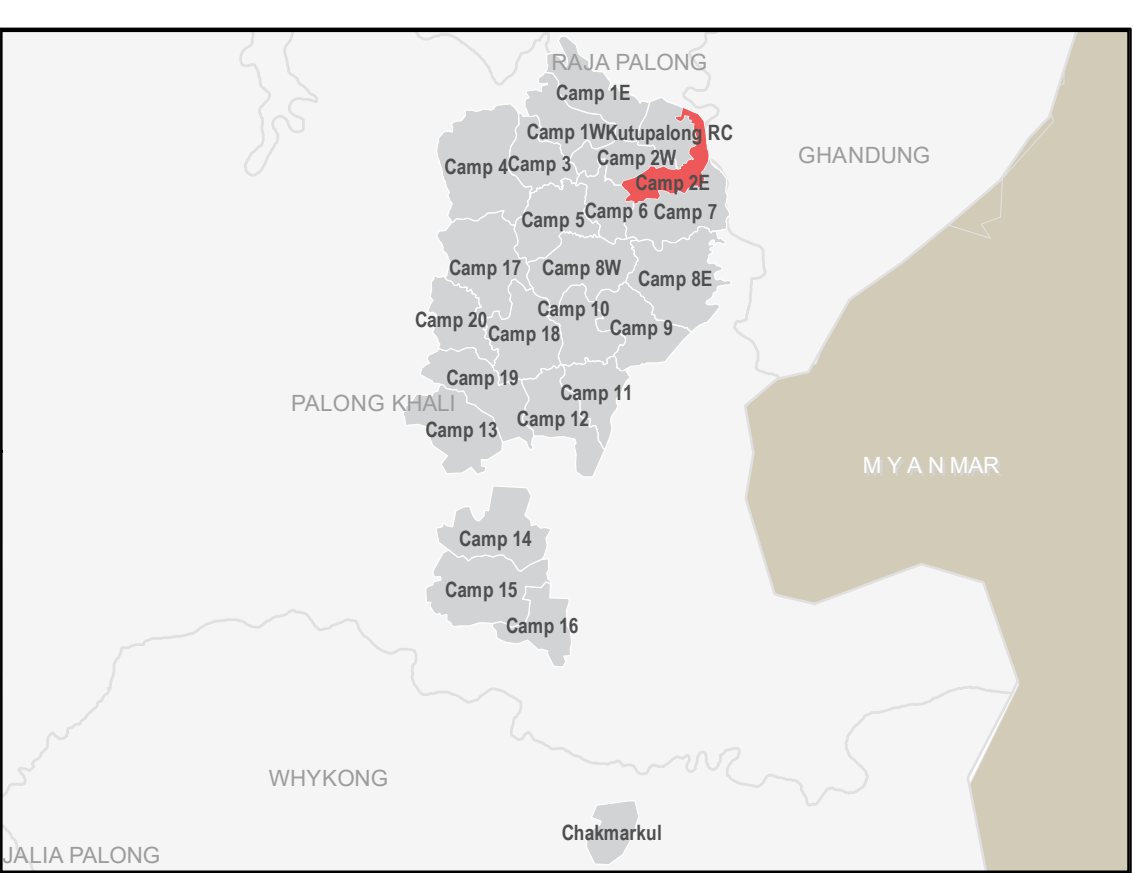 RAJA PALONG
Camp 1E
Camp 1W
Kutupalong RC
GHANDUNG
Camp 4
Camp 3
Camp 2W
Camp 2E
Camp 5
Camp 6
Camp 7
Camp 17
Camp 8W
Camp 8E
Camp 10
Camp 20
Camp 18
Camp 9
Camp 19
Camp 11
PALONG KHALI
Camp 12
Camp 13
M Y A N MAR
Camp 14
Camp 15
Camp 16
WHYKONG
Chakmarkul
JALIA PALONG